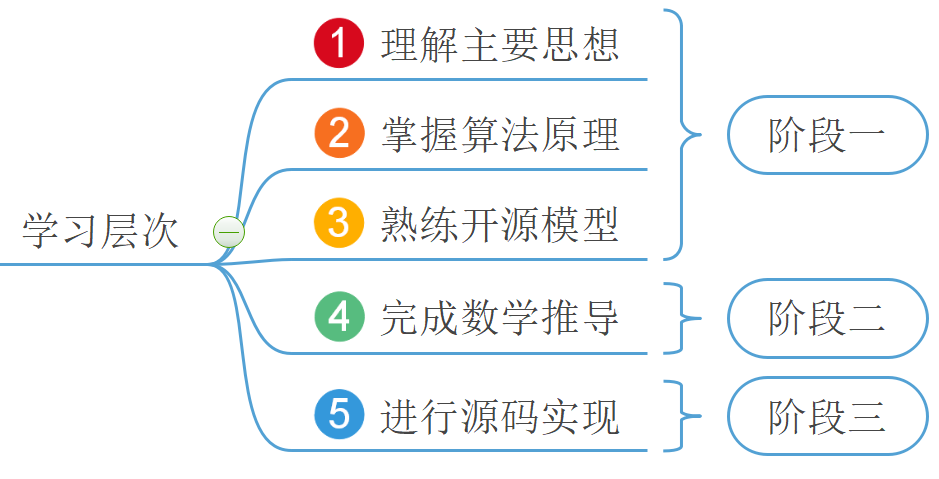 学习层次
1 理解主要思想
2 掌握算法原理
3 熟练开源模型
阶段一
4 完成数学推导
阶段二
5 进行源码实现
阶段三